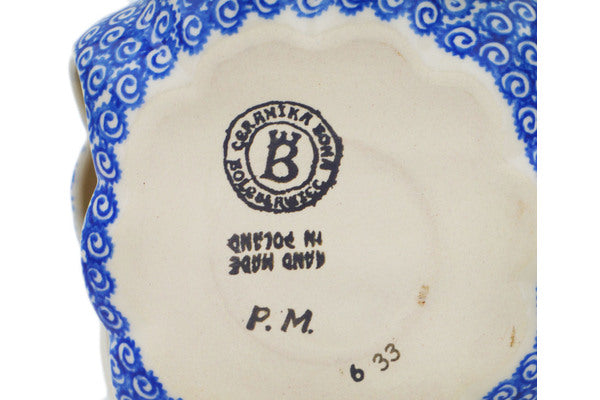 CERAMIKA BONA
B
BOLESŁAWIEC
HAND MADE
IN POLAND
P.M.
6 33